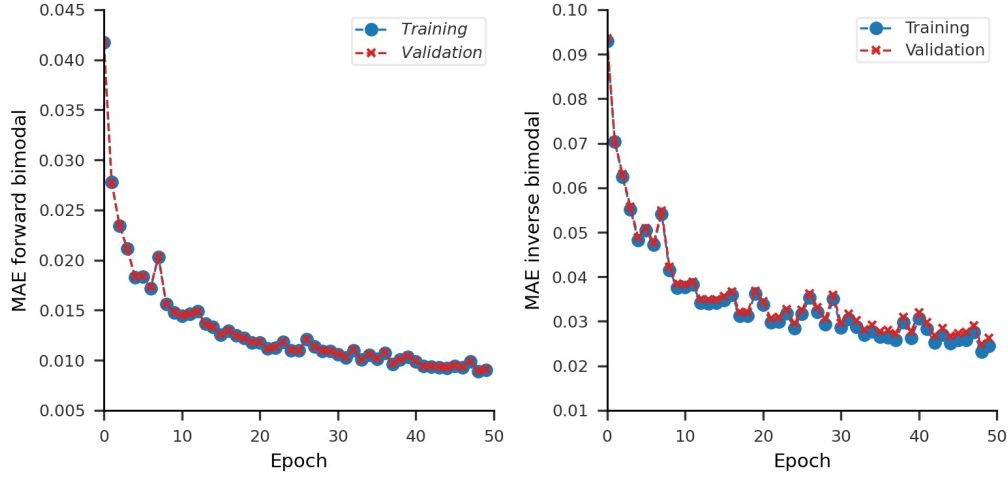 0.045
0.040
0.035
0.030
0.025
0.020
0.015
0.010
0.005
MAE forward bimodal
0 10 20 30 40 50
Epoch
Training
Validation
0.10
0.09
0.08
0.07
0.06
0.05
0.04
0.03
0.02
0.01
MAE inverse bimodal
0 10 20 30 40 50
Epoch
Training
Validation